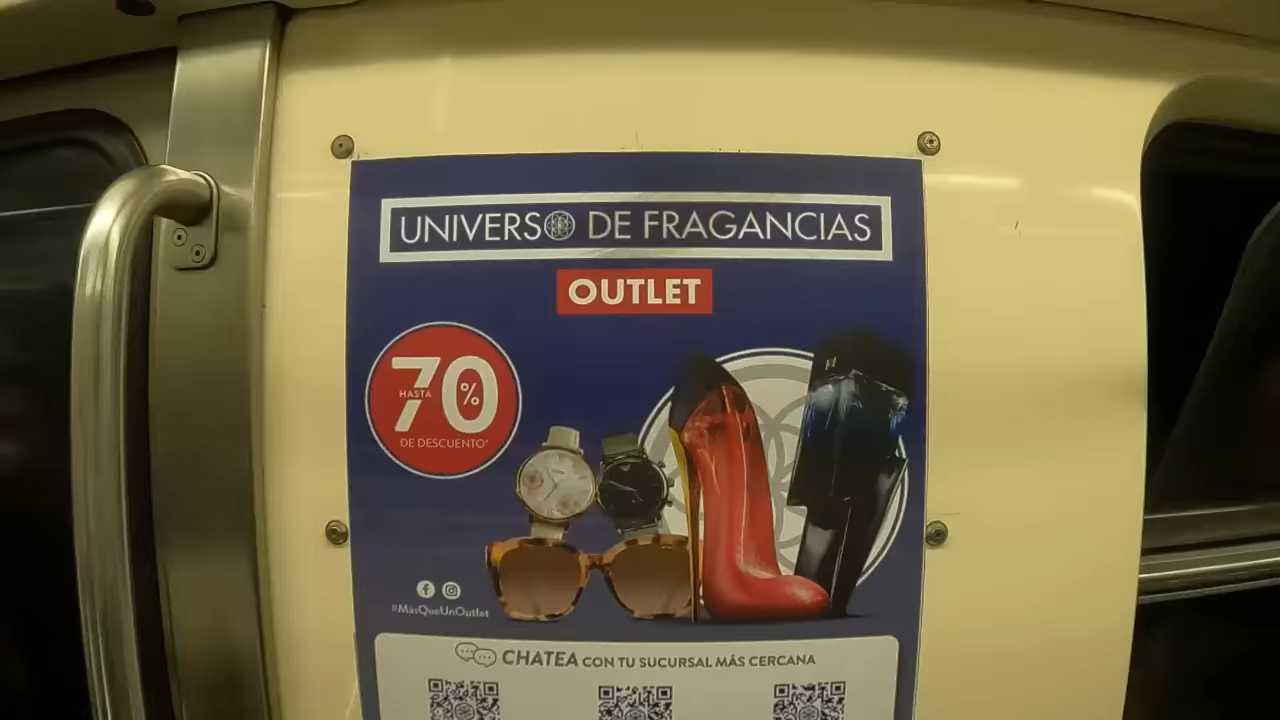 UNIVERSO DE FRAGANCIAS
OUTLET
HASTA
70%
DE DESCUENTO*
#MásQueUnOutlet
CHATEA CON TU SUCURSAL MÁS CERCANA